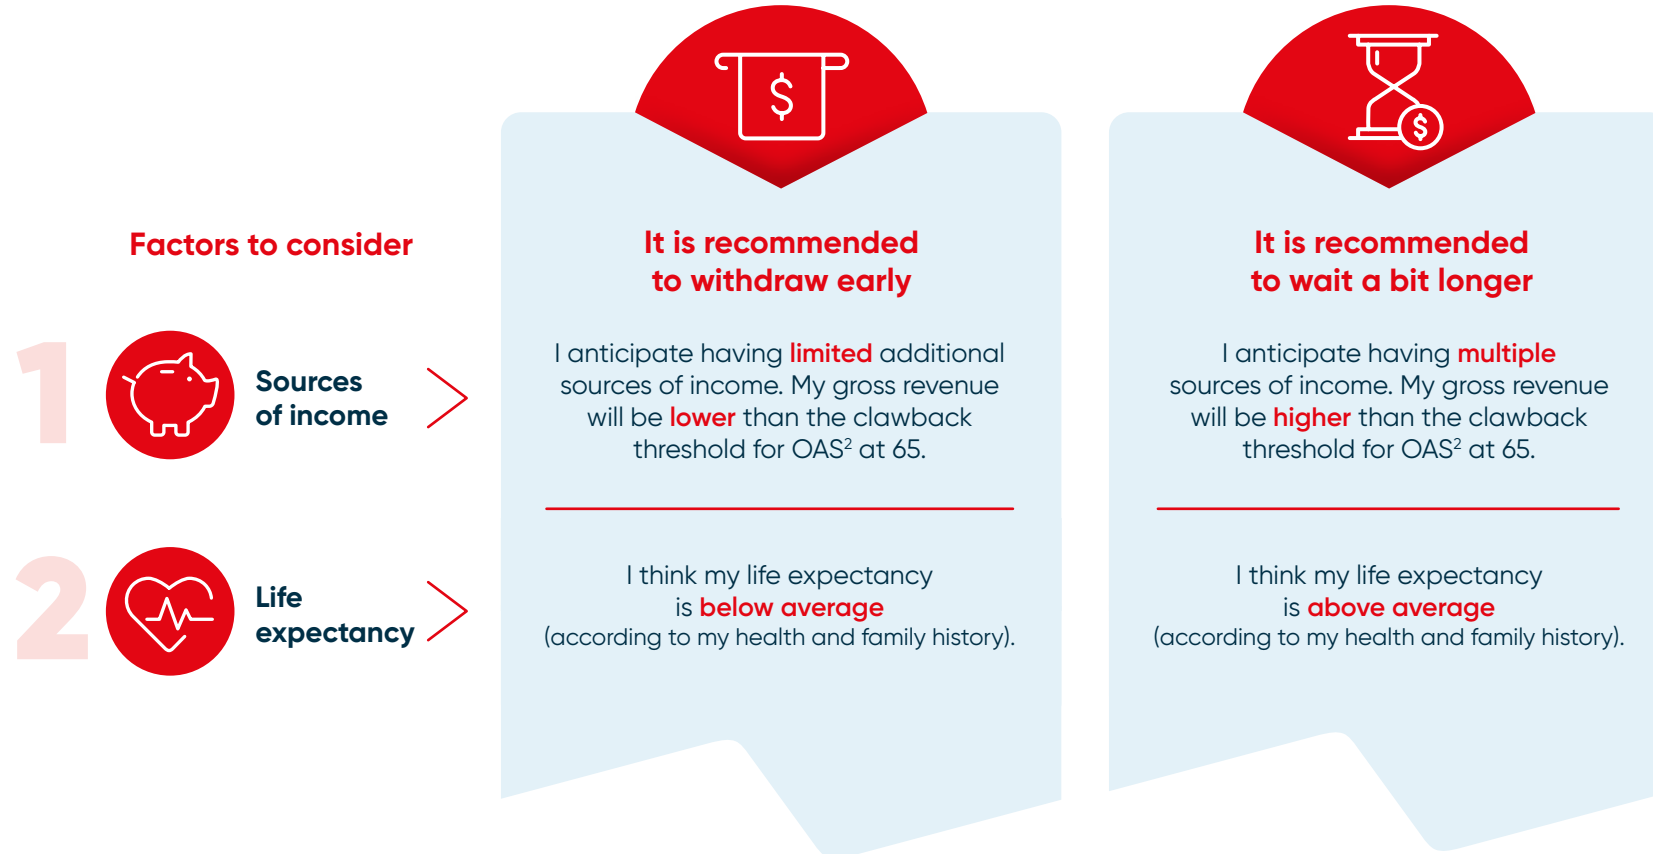 Factors to consider
It is recommended
to withdraw early
It is recommended
to wait a bit longer
1
Sources
of income
I anticipate having limited additional
sources of income. My gross revenue
will be lower than the clawback
threshold for OAS² at 65.
I anticipate having multiple
sources of income. My gross revenue
will be higher than the clawback
threshold for OAS² at 65.
2
Life
expectancy
I think my life expectancy
is below average
(according to my health and family history).
I think my life expectancy
is above average
(according to my health and family history).